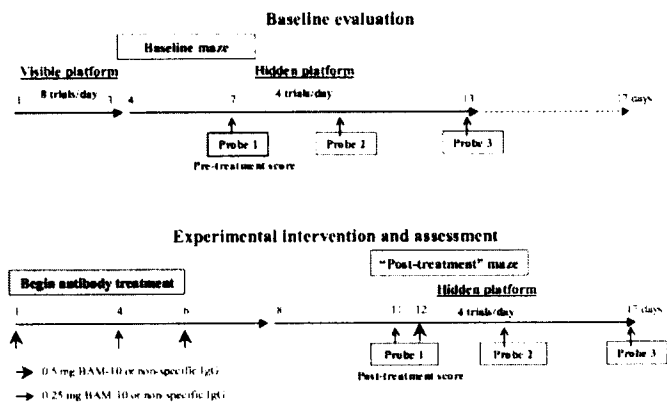 Baseline evaluation
Baseline maze
Visible platform
Hidden platform
8 trials/day
4 trials/day
1 3 4 7 13 17 days
Probe 1
Probe 2
Probe 3
Pre-treatment score
Experimental intervention and assessment
"Post-treatment" maze
Begin antibody treatment
Hidden platform
1 4 6 8 11 12 4 trials/day 17 days
Probe 1
Probe 2
Probe 3
Post-treatment score
0.5 mg BAM-10 or non-specific IgG
0.25 mg BAM-10 or non-specific IgG